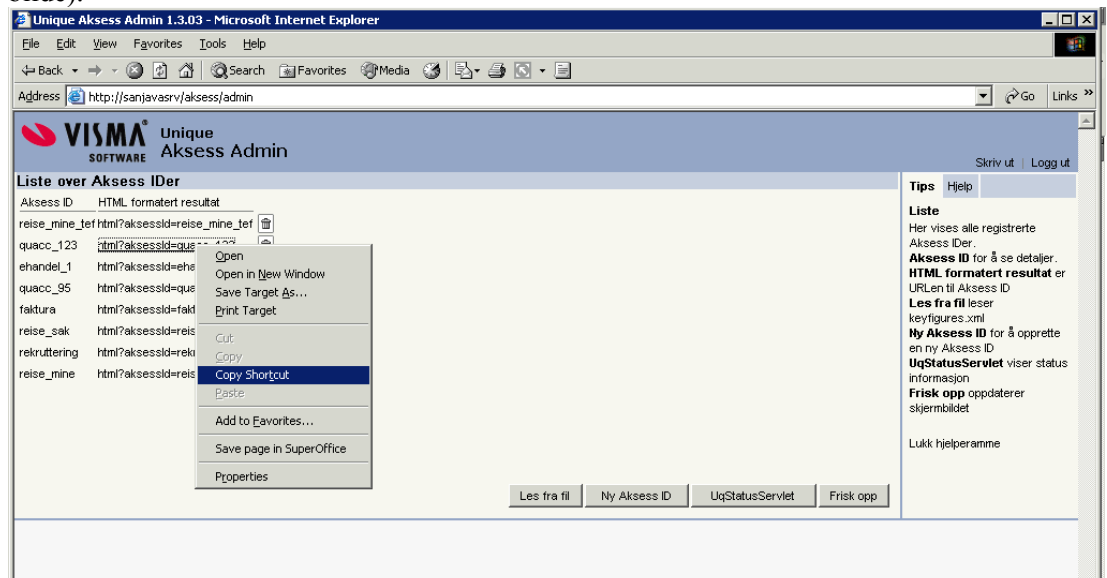 bilde).
Unique Aksess Admin 1.3.03 - Microsoft Internet Explorer
File Edit View Favorites Tools Help
Back Search Favorites Media
Address http://sanjavasrv/aksess/admin Go Links »
VISMA® SOFTWARE Unique Aksess Admin
Skriv ut | Logg ut
Liste over Aksess IDer
Aksess ID HTML formatert resultat
reise_mine_tef html?aksessId=reise_mine_tef
quacc_123 html?aksessId=quacc_123
ehandel_1 html?aksessId=eha
quacc_95 html?aksessId=qua
faktura html?aksessId=fakt
reise_sak html?aksessId=reis
rekruttering html?aksessId=rekr
reise_mine html?aksessId=reis
Open
Open in New Window
Save Target As...
Print Target
Cut
Copy
Copy Shortcut
Paste
Add to Favorites...
Save page in SuperOffice
Properties
Les fra fil Ny Aksess ID UqStatusServlet Frisk opp
Tips Hjelp
Liste
Her vises alle registrerte
Aksess IDer.
Aksess ID for å se detaljer.
HTML formatert resultat er
URLen til Aksess ID
Les fra fil leser
keyfigures.xml
Ny Aksess ID for å opprette
en ny Aksess ID
UqStatusServlet viser status
informasjon
Frisk opp oppdaterer
skjermbildet
Lukk hjelperamme